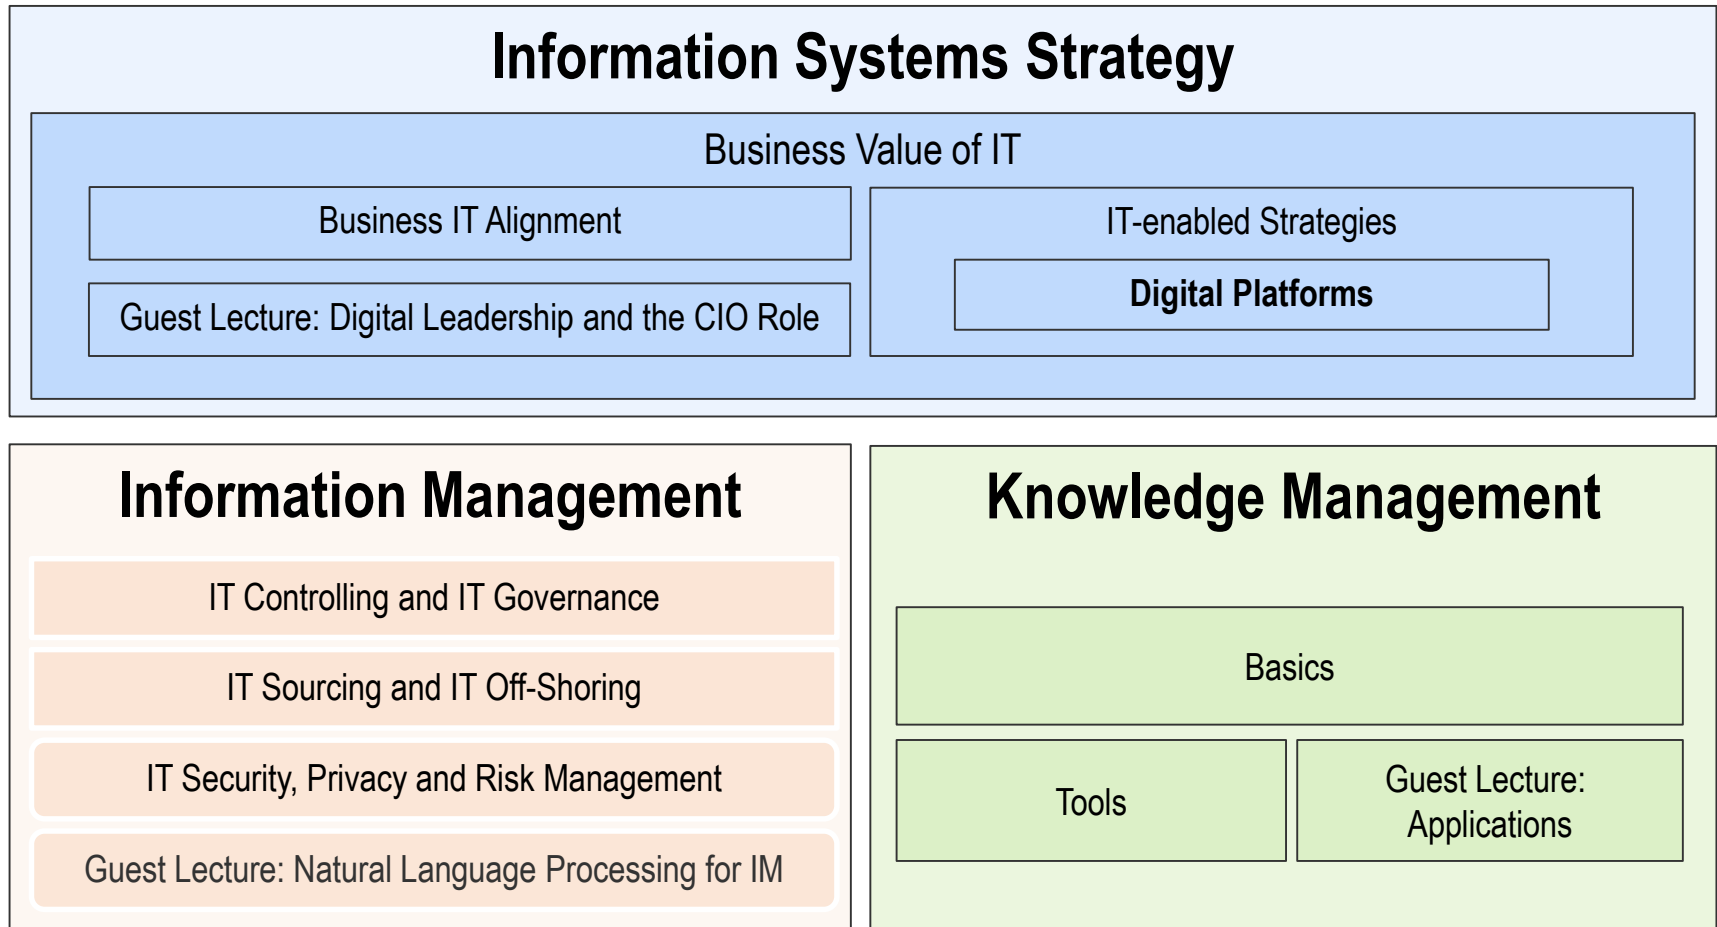 Information Systems Strategy
Business Value of IT
Business IT Alignment
Guest Lecture: Digital Leadership and the CIO Role
IT-enabled Strategies
Digital Platforms
Information Management
IT Controlling and IT Governance
IT Sourcing and IT Off-Shoring
IT Security, Privacy and Risk Management
Guest Lecture: Natural Language Processing for IM
Knowledge Management
Basics
Tools
Guest Lecture:
Applications